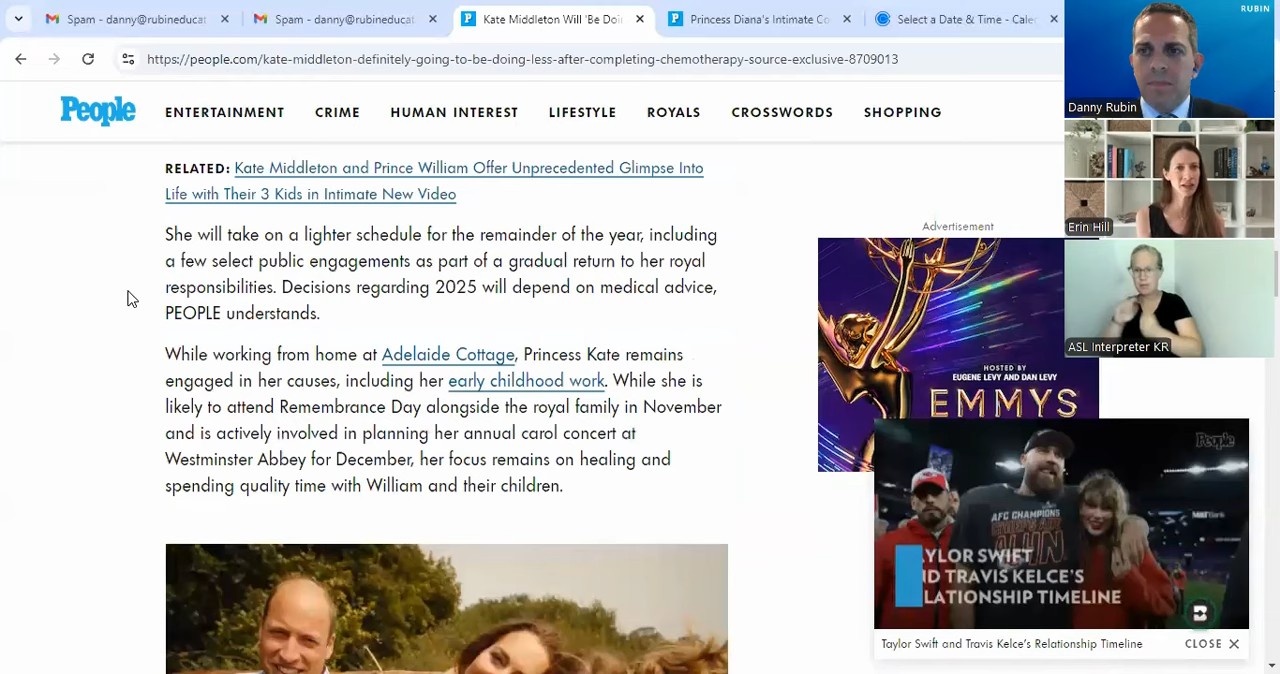 Spam - danny@rubineducat
Spam - danny@rubineducat
Kate Middleton Will 'Be Doi
Princess Diana's Intimate Co
Select a Date & Time - Cale
https://people.com/kate-middleton-definitely-going-to-be-doing-less-after-completing-chemotherapy-source-exclusive-8709013
RUBIN
Danny Rubin
Erin Hill
ASL Interpreter KR
People
ENTERTAINMENT
CRIME
HUMAN INTEREST
LIFESTYLE
ROYALS
CROSSWORDS
SHOPPING
RELATED: Kate Middleton and Prince William Offer Unprecedented Glimpse Into
Life with Their 3 Kids in Intimate New Video
She will take on a lighter schedule for the remainder of the year, including
a few select public engagements as part of a gradual return to her royal
responsibilities. Decisions regarding 2025 will depend on medical advice,
PEOPLE understands.
While working from home at Adelaide Cottage, Princess Kate remains
engaged in her causes, including her early childhood work. While she is
likely to attend Remembrance Day alongside the royal family in November
and is actively involved in planning her annual carol concert at
Westminster Abbey for December, her focus remains on healing and
spending quality time with William and their children.
Advertisement
HOSTED BY
EUGENE LEVY AND DAN LEVY
EMMYS
People
AFC CHAMPIONS
AYLOR SWIFT
ND TRAVIS KELCE'S
LATIONSHIP TIMELINE
Taylor Swift and Travis Kelce's Relationship Timeline
CLOSE